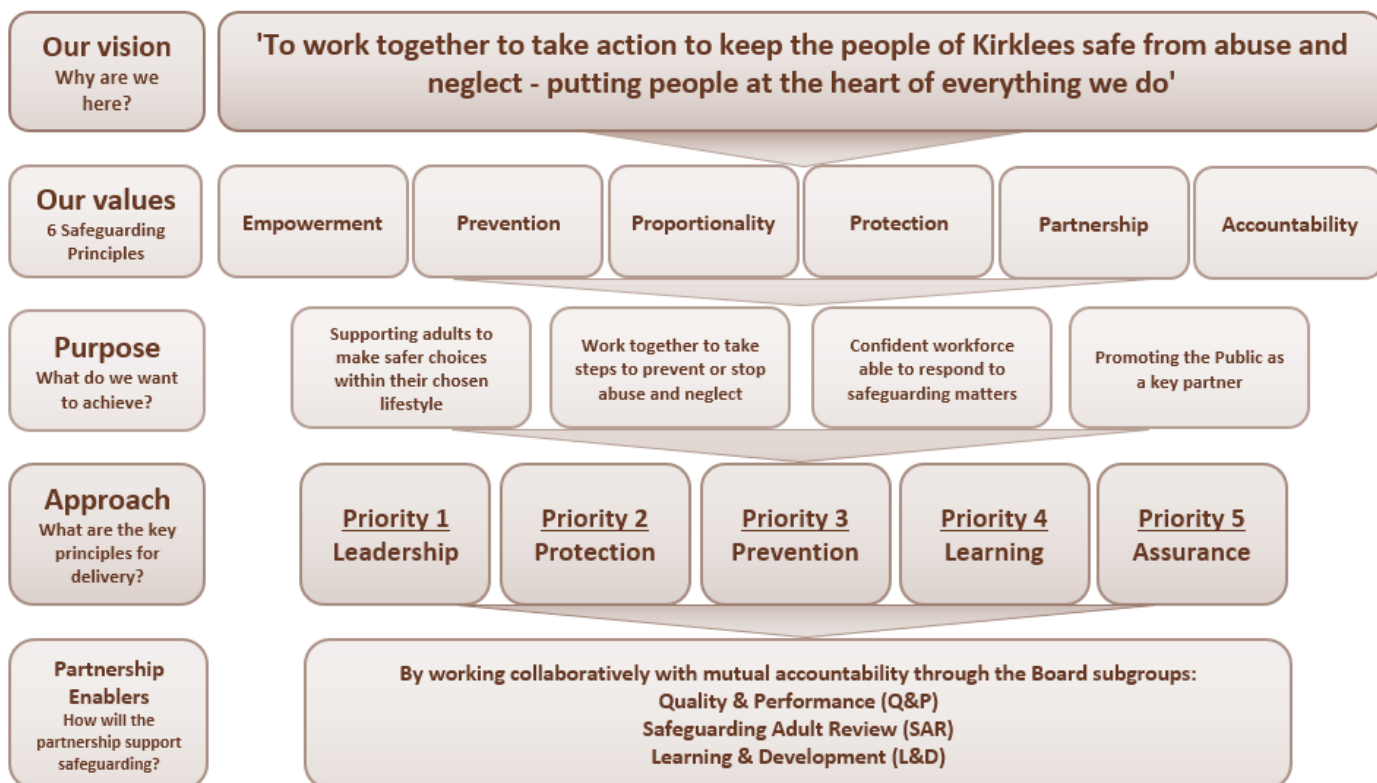 Our vision
Why are we
here?
'To work together to take action to keep the people of Kirklees safe from abuse and
neglect - putting people at the heart of everything we do'
Our values
6 Safeguarding
Principles
Empowerment
Prevention
Proportionality
Protection
Partnership
Accountability
Purpose
What do we want
to achieve?
Supporting adults to
make safer choices
within their chosen
lifestyle
Work together to take
steps to prevent or stop
abuse and neglect
Confident workforce
able to respond to
safeguarding matters
Promoting the Public as
a key partner
Approach
What are the key
principles for
delivery?
Priority 1
Leadership
Priority 2
Protection
Priority 3
Prevention
Priority 4
Learning
Priority 5
Assurance
Partnership
Enablers
How will the
partnership support
safeguarding?
By working collaboratively with mutual accountability through the Board subgroups:
Quality & Performance (Q&P)
Safeguarding Adult Review (SAR)
Learning & Development (L&D)